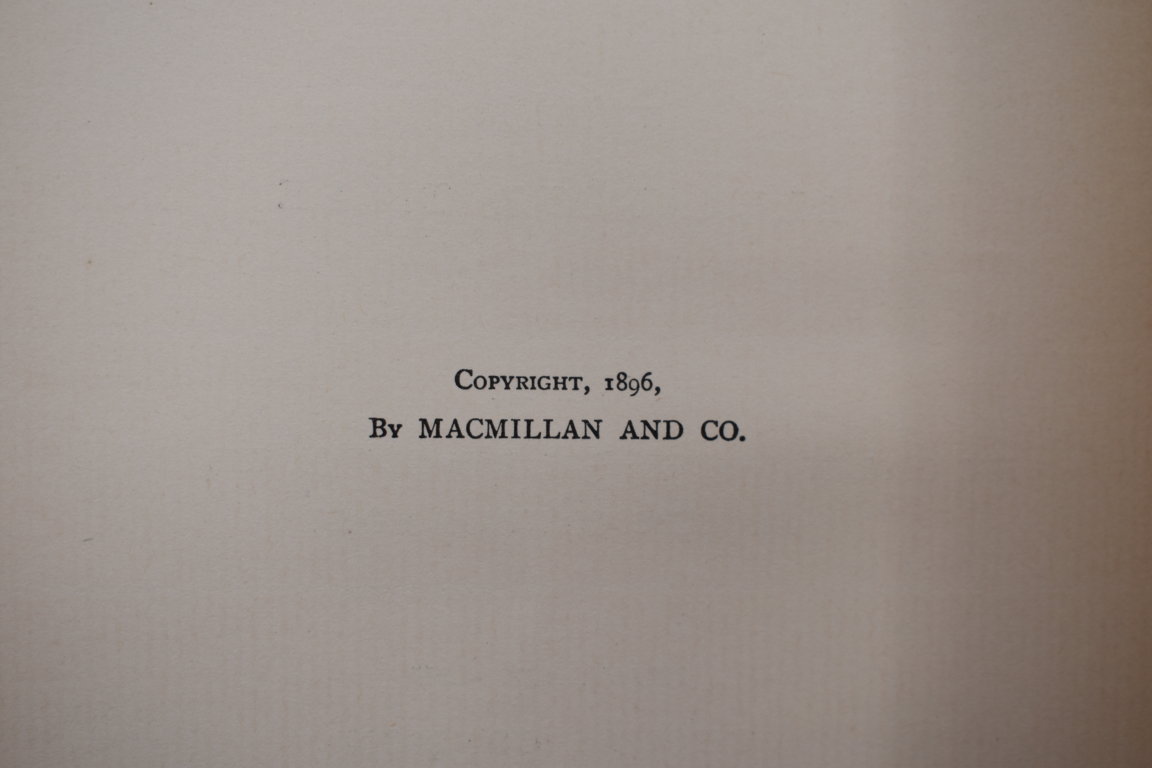 Copyright, 1896,
By MACMILLAN AND CO.